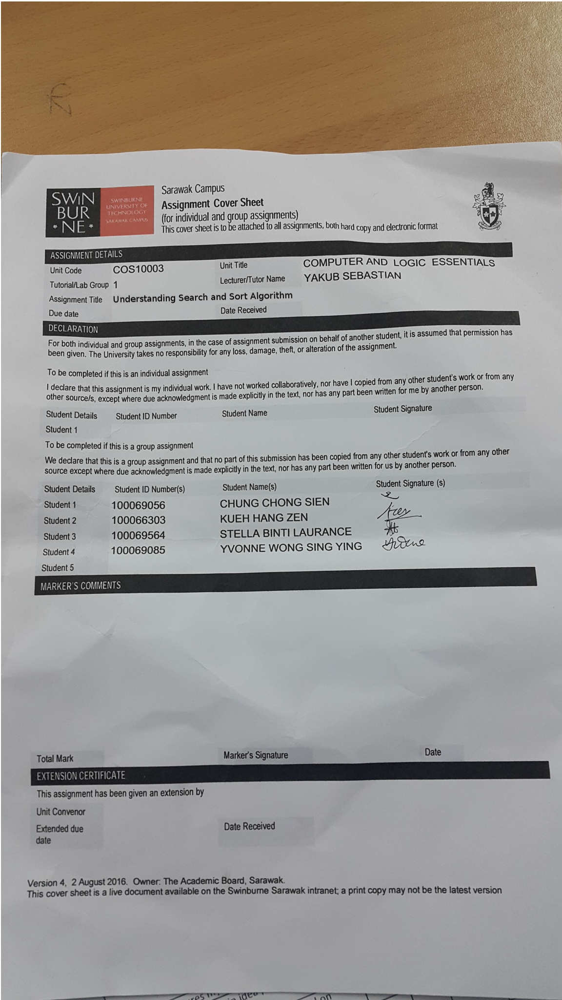 SWiN
BUR
* NE *
SWINBURNE
UNIVERSITY OF
TECHNOLOGY
SARAWAK CAMPUS
Sarawak Campus
Assignment Cover Sheet
(for individual and group assignments)
This cover sheet is to be attached to all assignments, both hard copy and electronic format
ASSIGNMENT DETAILS
Unit Code COS10003 Unit Title COMPUTER AND LOGIC ESSENTIALS
Tutorial/Lab Group 1 Lecturer/Tutor Name YAKUB SEBASTIAN
Assignment Title Understanding Search and Sort Algorithm
Due date Date Received
DECLARATION
For both individual and group assignments, in the case of assignment submission on behalf of another student, it is assumed that permission has
been given. The University takes no responsibility for any loss, damage, theft, or alteration of the assignment.
To be completed if this is an individual assignment
I declare that this assignment is my individual work. I have not worked collaboratively, nor have I copied from any other student's work or from any
other source/s, except where due acknowledgment is made explicitly in the text, nor has any part been written for me by another person.
Student Details Student ID Number Student Name Student Signature
Student 1
To be completed if this is a group assignment
We declare that this is a group assignment and that no part of this submission has been copied from any other student's work or from any other
source except where due acknowledgment is made explicitly in the text, nor has any part been written for us by another person.
Student Details Student ID Number(s) Student Name(s) Student Signature (s)
Student 1 100069056 CHUNG CHONG SIEN
Student 2 100066303 KUEH HANG ZEN
Student 3 100069564 STELLA BINTI LAURANCE
Student 4 100069085 YVONNE WONG SING YING
Student 5
MARKER'S COMMENTS
Total Mark Marker's Signature Date
EXTENSION CERTIFICATE
This assignment has been given an extension by
Unit Convenor
Extended due
date
Date Received
Version 4, 2 August 2016. Owner: The Academic Board, Sarawak.
This cover sheet is a live document available on the Swinburne Sarawak intranet; a print copy may not be the latest version